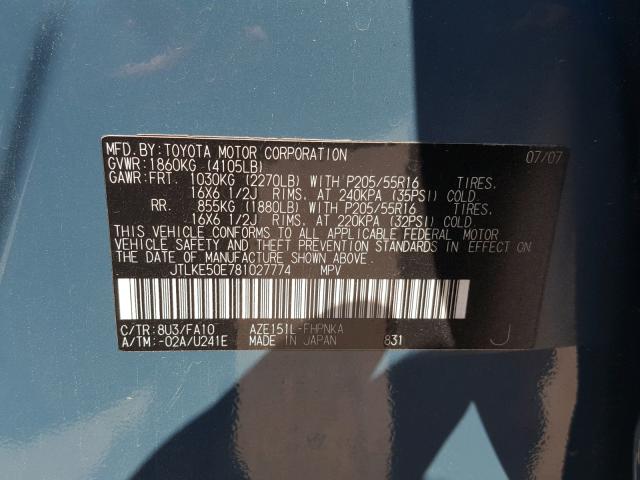 MFD. BY: TOYOTA MOTOR CORPORATION 07/07
GVWR: 1860KG (4105LB)
GAWR: FRT. 1030KG (2270LB) WITH P205/55R16 TIRES.
16X6 1/2J RIMS. AT 240KPA (35PSI) COLD.
RR. 855KG (1880LB) WITH P205/55R16 TIRES.
16X6 1/2J RIMS. AT 220KPA (32PSI) COLD.
THIS VEHICLE CONFORMS TO ALL APPLICABLE FEDERAL MOTOR
VEHICLE SAFETY AND THEFT PREVENTION STANDARDS IN EFFECT ON
THE DATE OF MANUFACTURE SHOWN ABOVE.
JTLKE50E781027774 MPV
C/TR: 8U3/FA10 AZE151L-FHPNKA
A/TM: -02A/U241E MADE IN JAPAN 831 J